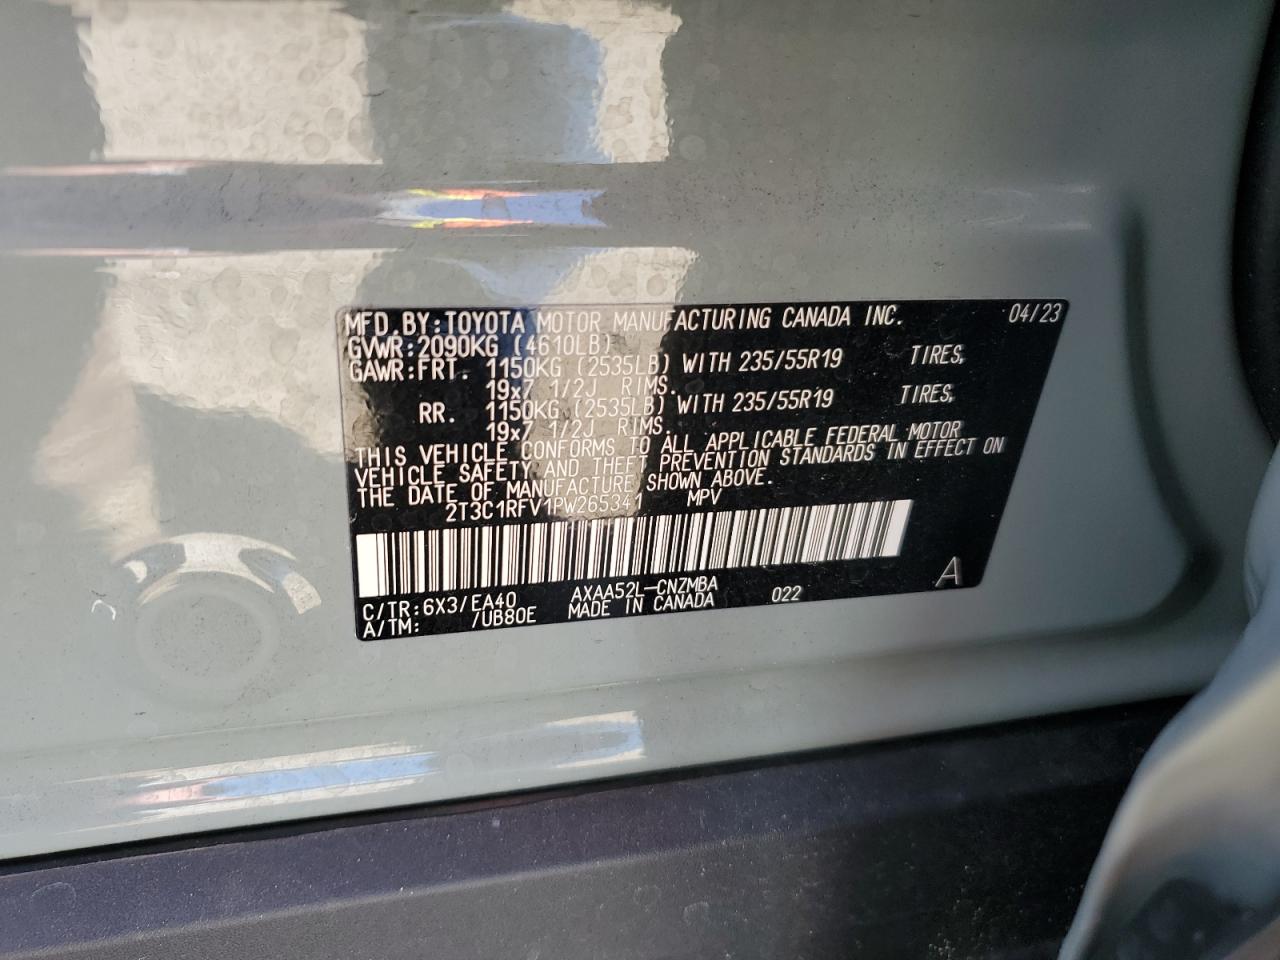 MFD.BY:TOYOTA MOTOR MANUFACTURING CANADA INC. 04/23
GVWR:2090KG (4610LB)
GAWR:FRT. 1150KG (2535LB) WITH 235/55R19 TIRES,
19x7 1/2J RIMS.
RR. 1150KG (2535LB) WITH 235/55R19 TIRES,
19x7 1/2J RIMS.
THIS VEHICLE CONFORMS TO ALL APPLICABLE FEDERAL MOTOR
VEHICLE SAFETY AND THEFT PREVENTION STANDARDS IN EFFECT ON
THE DATE OF MANUFACTURE SHOWN ABOVE.
2T3C1RFV1PW265341 MPV
C/TR:6X3/EA40 AXAA52L-CNZMBA 022 A
A/TM: /UB80E MADE IN CANADA